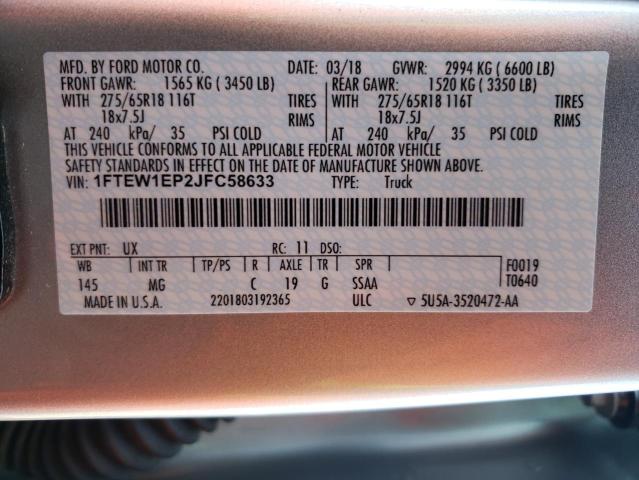 MFD. BY FORD MOTOR CO. DATE: 03/18 GVWR: 2994 KG ( 6600 LB)
FRONT GAWR: 1565 KG ( 3450 LB) REAR GAWR: 1520 KG ( 3350 LB)
WITH 275/65R18 116T TIRES WITH 275/65R18 116T TIRES
18x7.5J RIMS 18x7.5J RIMS
AT 240 kPa/ 35 PSI COLD AT 240 kPa/ 35 PSI COLD
THIS VEHICLE CONFORMS TO ALL APPLICABLE FEDERAL MOTOR VEHICLE
SAFETY STANDARDS IN EFFECT ON THE DATE OF MANUFACTURE SHOWN ABOVE.
VIN: 1FTEW1EP2JFC58633 TYPE: Truck
EXT PNT: UX RC: 11 DSO:
WB INT TR TP/PS R AXLE TR SPR F0019
145 MG C 19 G SSAA T0640
MADE IN U.S.A. 2201803192365 ULC ▽ 5U5A-3520472-AA